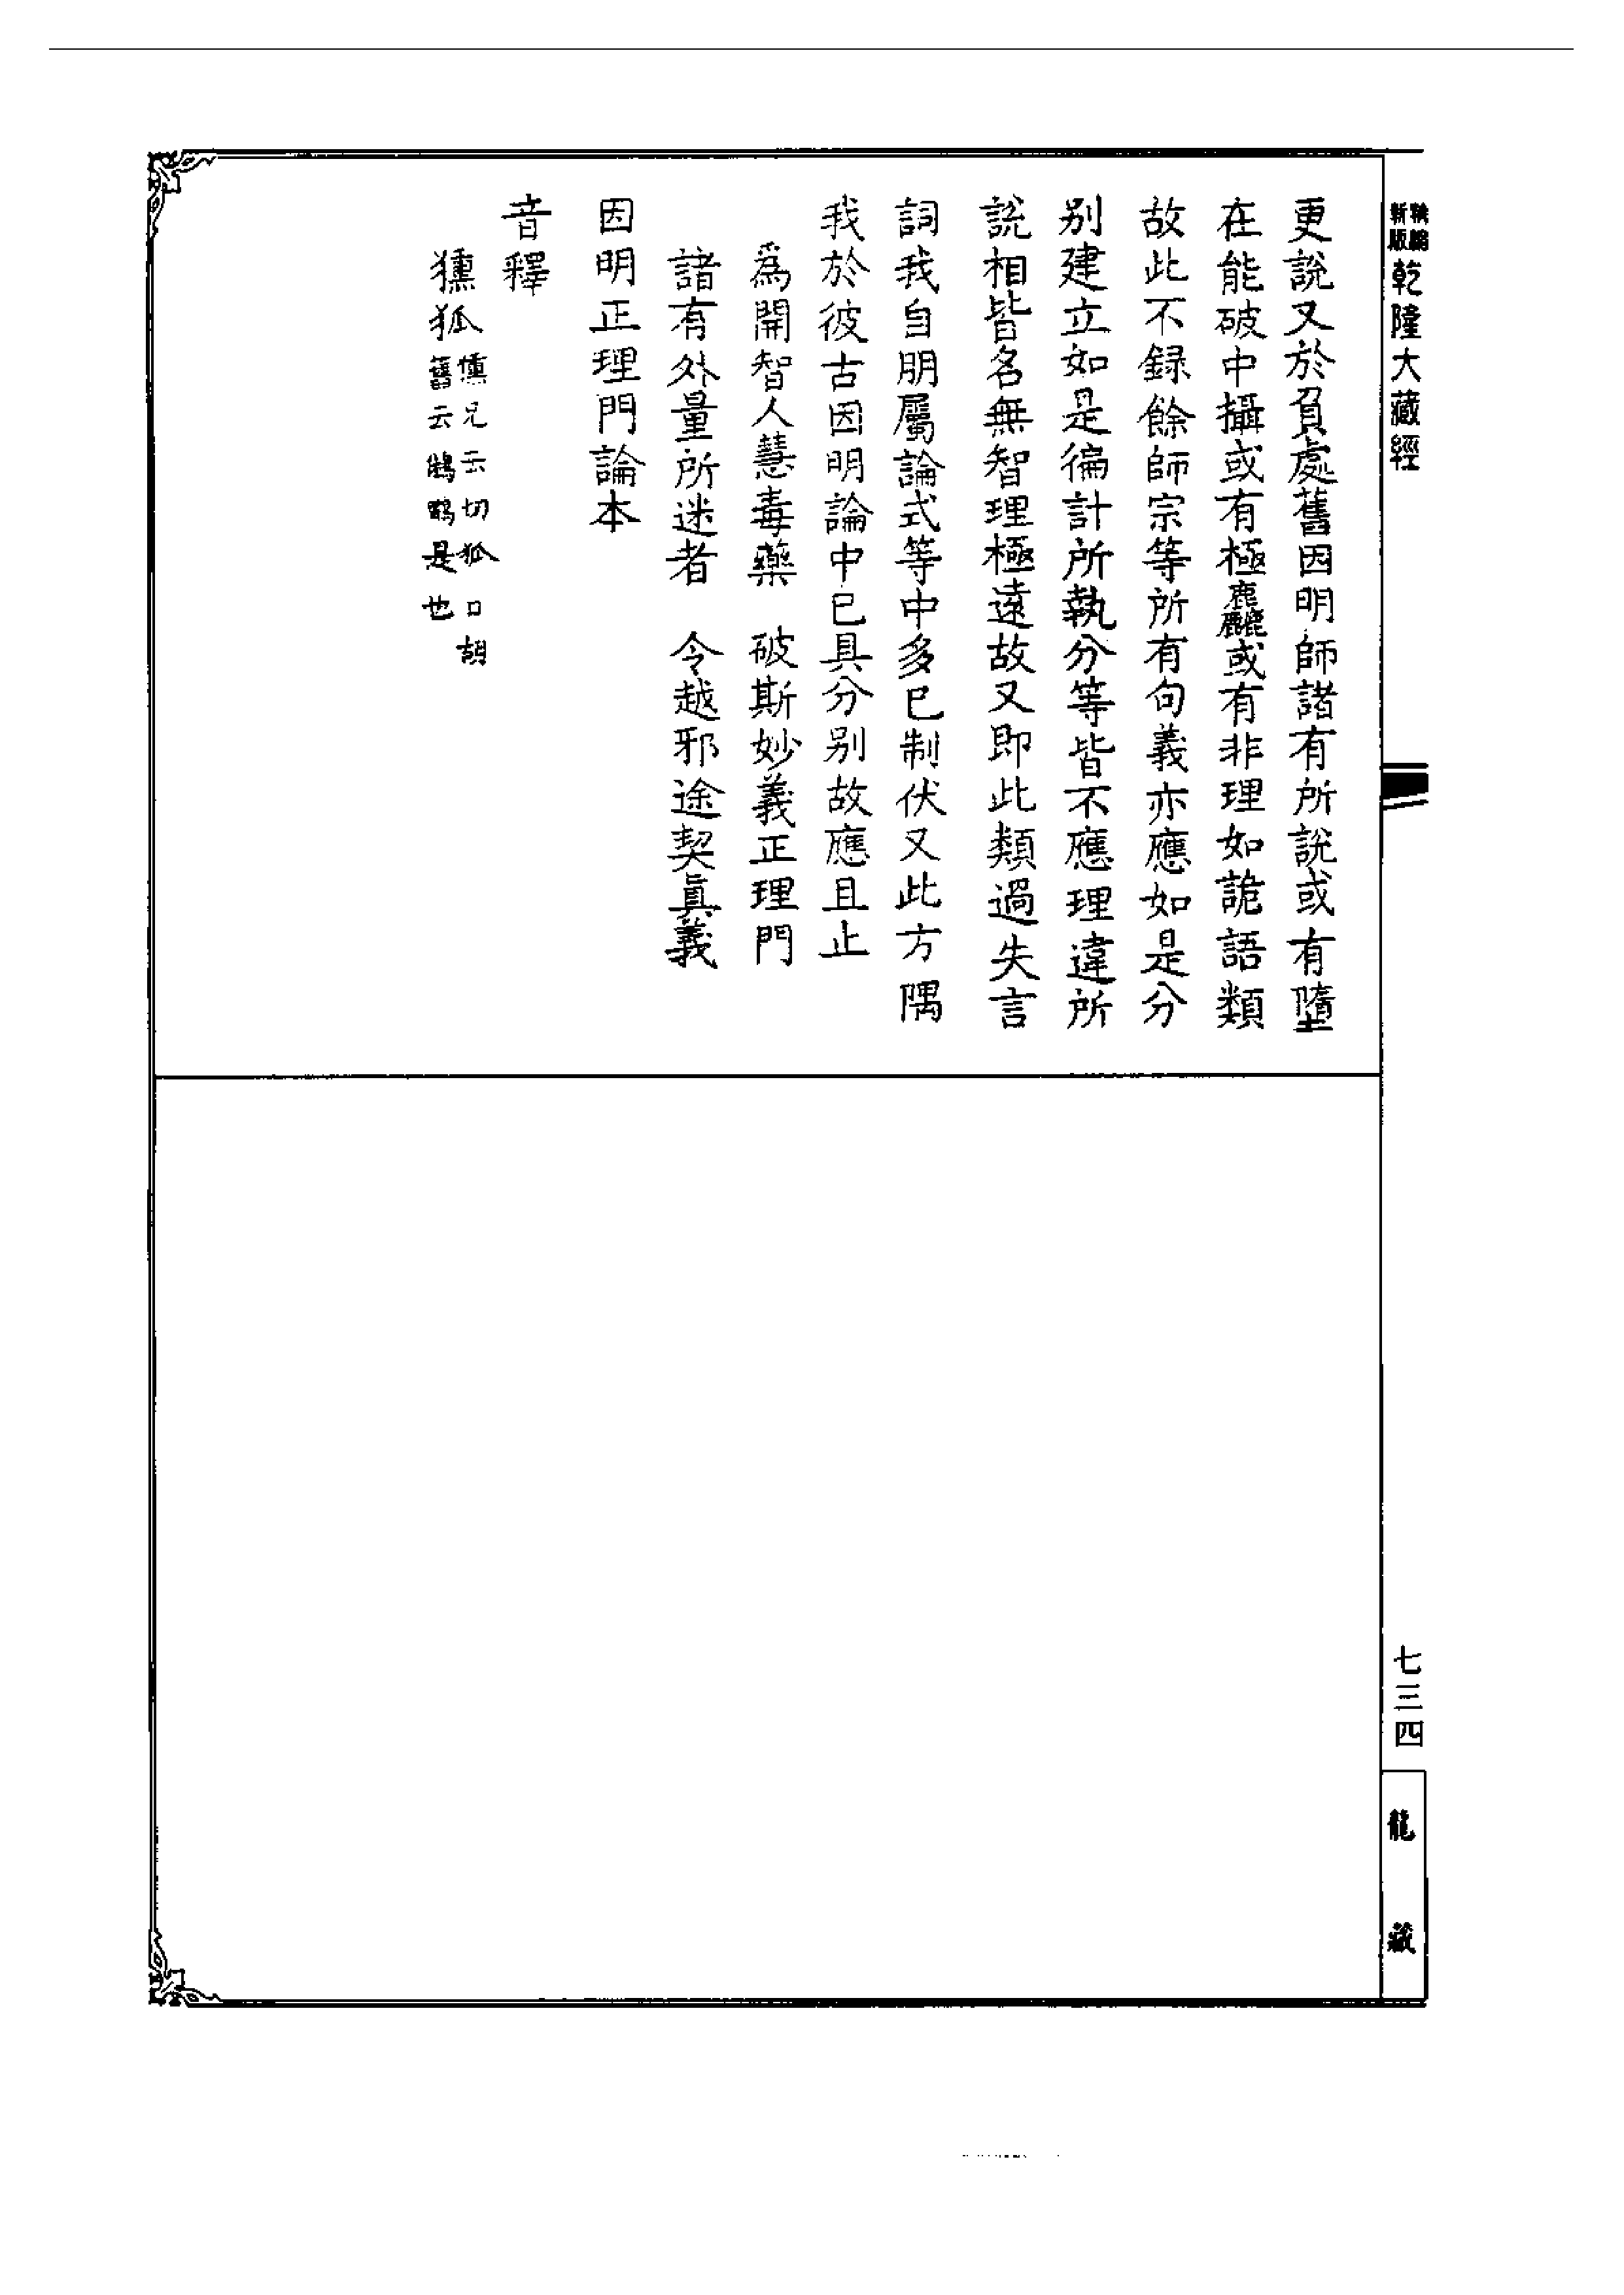 新版
乾隆大藏經
更說又於負處舊因明師諸有所說或有墮
在能破中攝或有極麤或有非理如詭語類
故此不録餘師宗等所有句義亦應如是分
别建立如是徧計所執分等皆不應理違所
說相皆名無智理極遠故又即此類過失言
詞我自朋屬論式等中多已制伏又此方隅
我於彼古因明論中已具分别故應且止
爲開智人慧毒藥 破斯妙義正理門
諸有外量所迷者 令越邪途契眞義
因明正理門論本
音釋
獯狐
獯兄云切狐口胡
舊云鵂鶹是也
七三四
龍藏